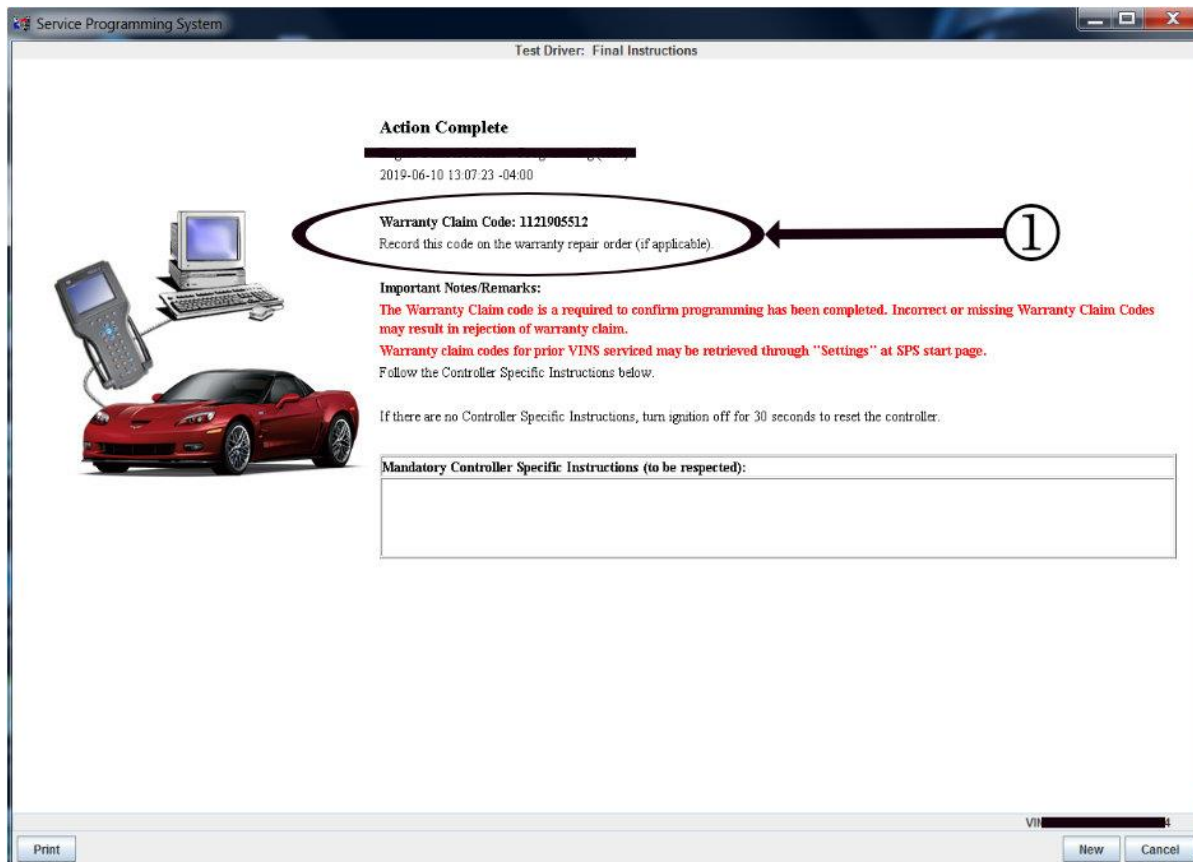 Service Programming System
Test Driver: Final Instructions
Action Complete
2019-06-10 13:07:23 -04:00
Warranty Claim Code: 1121905512
Record this code on the warranty repair order (if applicable).
①
Important Notes/Remarks:
The Warranty Claim code is a required to confirm programming has been completed. Incorrect or missing Warranty Claim Codes
may result in rejection of warranty claim.
Warranty claim codes for prior VINS serviced may be retrieved through "Settings" at SPS start page.
Follow the Controller Specific Instructions below.
If there are no Controller Specific Instructions, turn ignition off for 30 seconds to reset the controller.
Mandatory Controller Specific Instructions (to be respected):
VIN 4
Print New Cancel